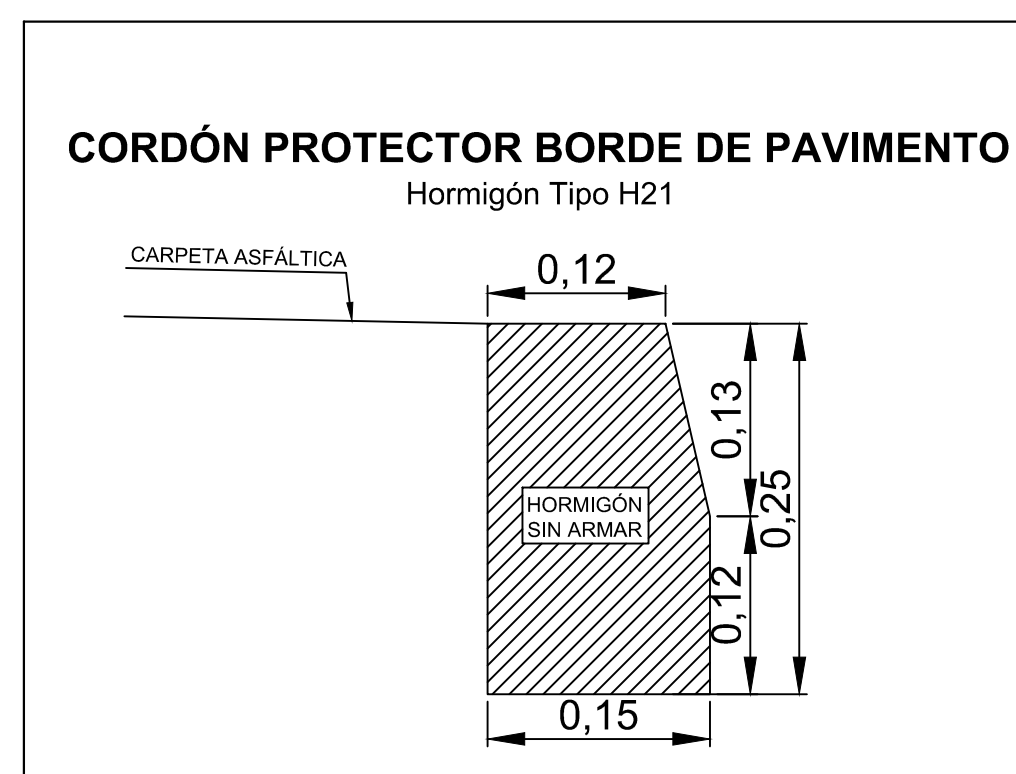 CORDÓN PROTECTOR BORDE DE PAVIMENTO
Hormigón Tipo H21
CARPETA ASFÁLTICA
0,12
0,13
0,25
HORMIGÓN
SIN ARMAR
0,12
0,15